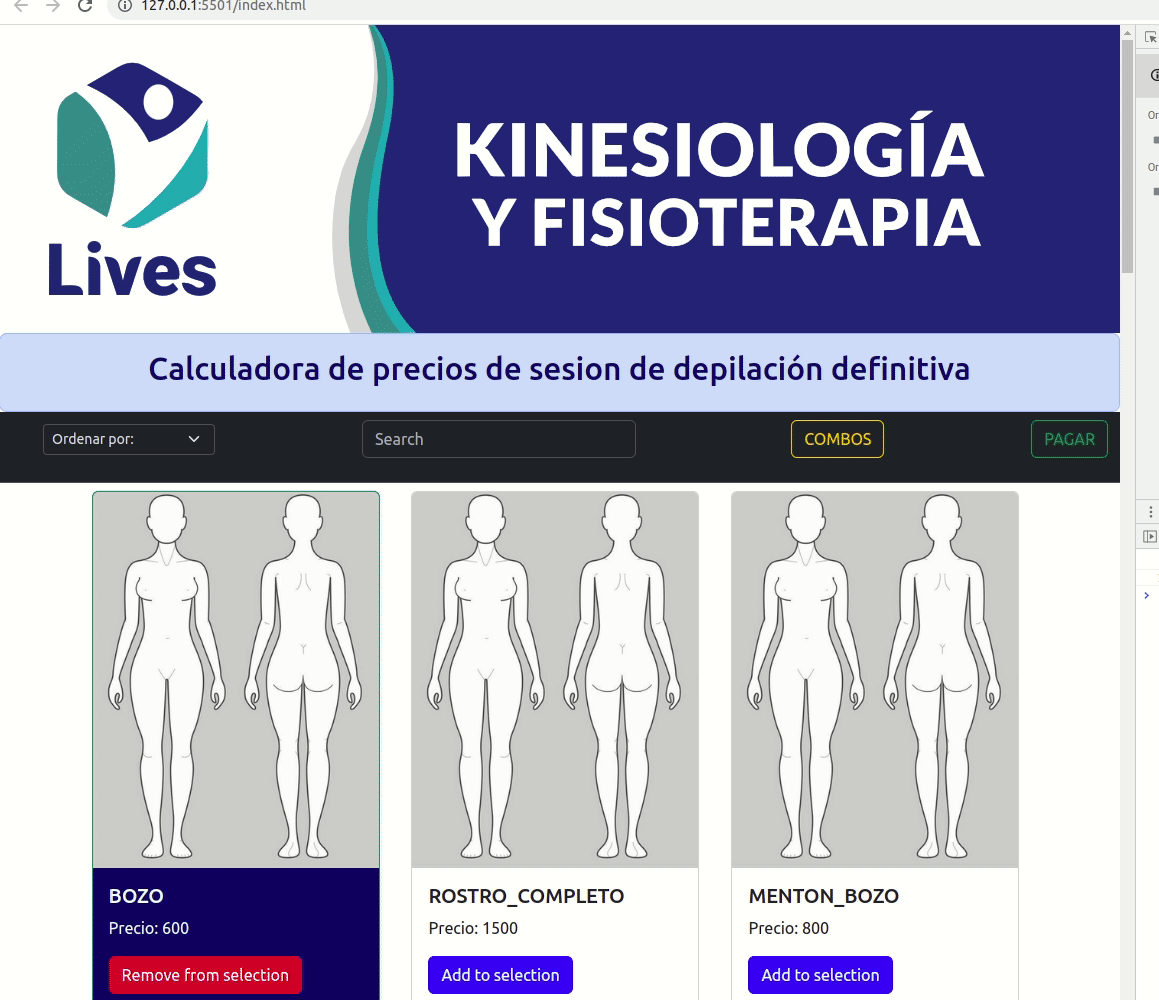 127.0.0.1:5501/index.html
Lives
KINESIOLOGÍA
Y FISIOTERAPIA
Calculadora de precios de sesion de depilación definitiva
Ordenar por:
Search
COMBOS
PAGAR
BOZO
Precio: 600
Remove from selection
ROSTRO_COMPLETO
Precio: 1500
Add to selection
MENTON_BOZO
Precio: 800
Add to selection
Or
Or